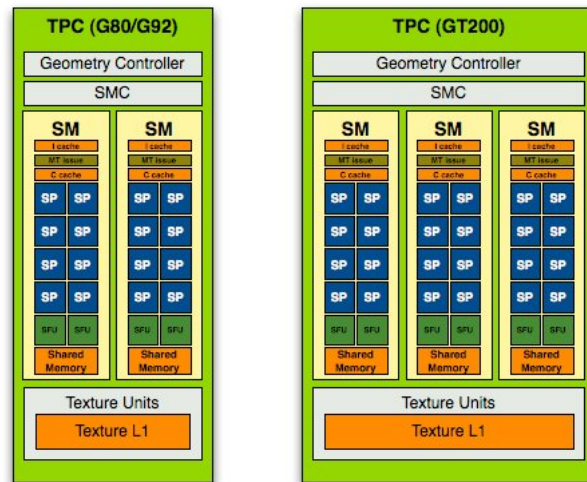 TPC (G80/G92)
Geometry Controller
SMC
SM
I cache
MT issue
C cache
SP SP
SP SP
SP SP
SP SP
SFU SFU
Shared
Memory
SM
I cache
MT issue
C cache
SP SP
SP SP
SP SP
SP SP
SFU SFU
Shared
Memory
Texture Units
Texture L1
TPC (GT200)
Geometry Controller
SMC
SM
I cache
MT issue
C cache
SP SP
SP SP
SP SP
SP SP
SFU SFU
Shared
Memory
SM
I cache
MT issue
C cache
SP SP
SP SP
SP SP
SP SP
SFU SFU
Shared
Memory
SM
I cache
MT issue
C cache
SP SP
SP SP
SP SP
SP SP
SFU SFU
Shared
Memory
Texture Units
Texture L1